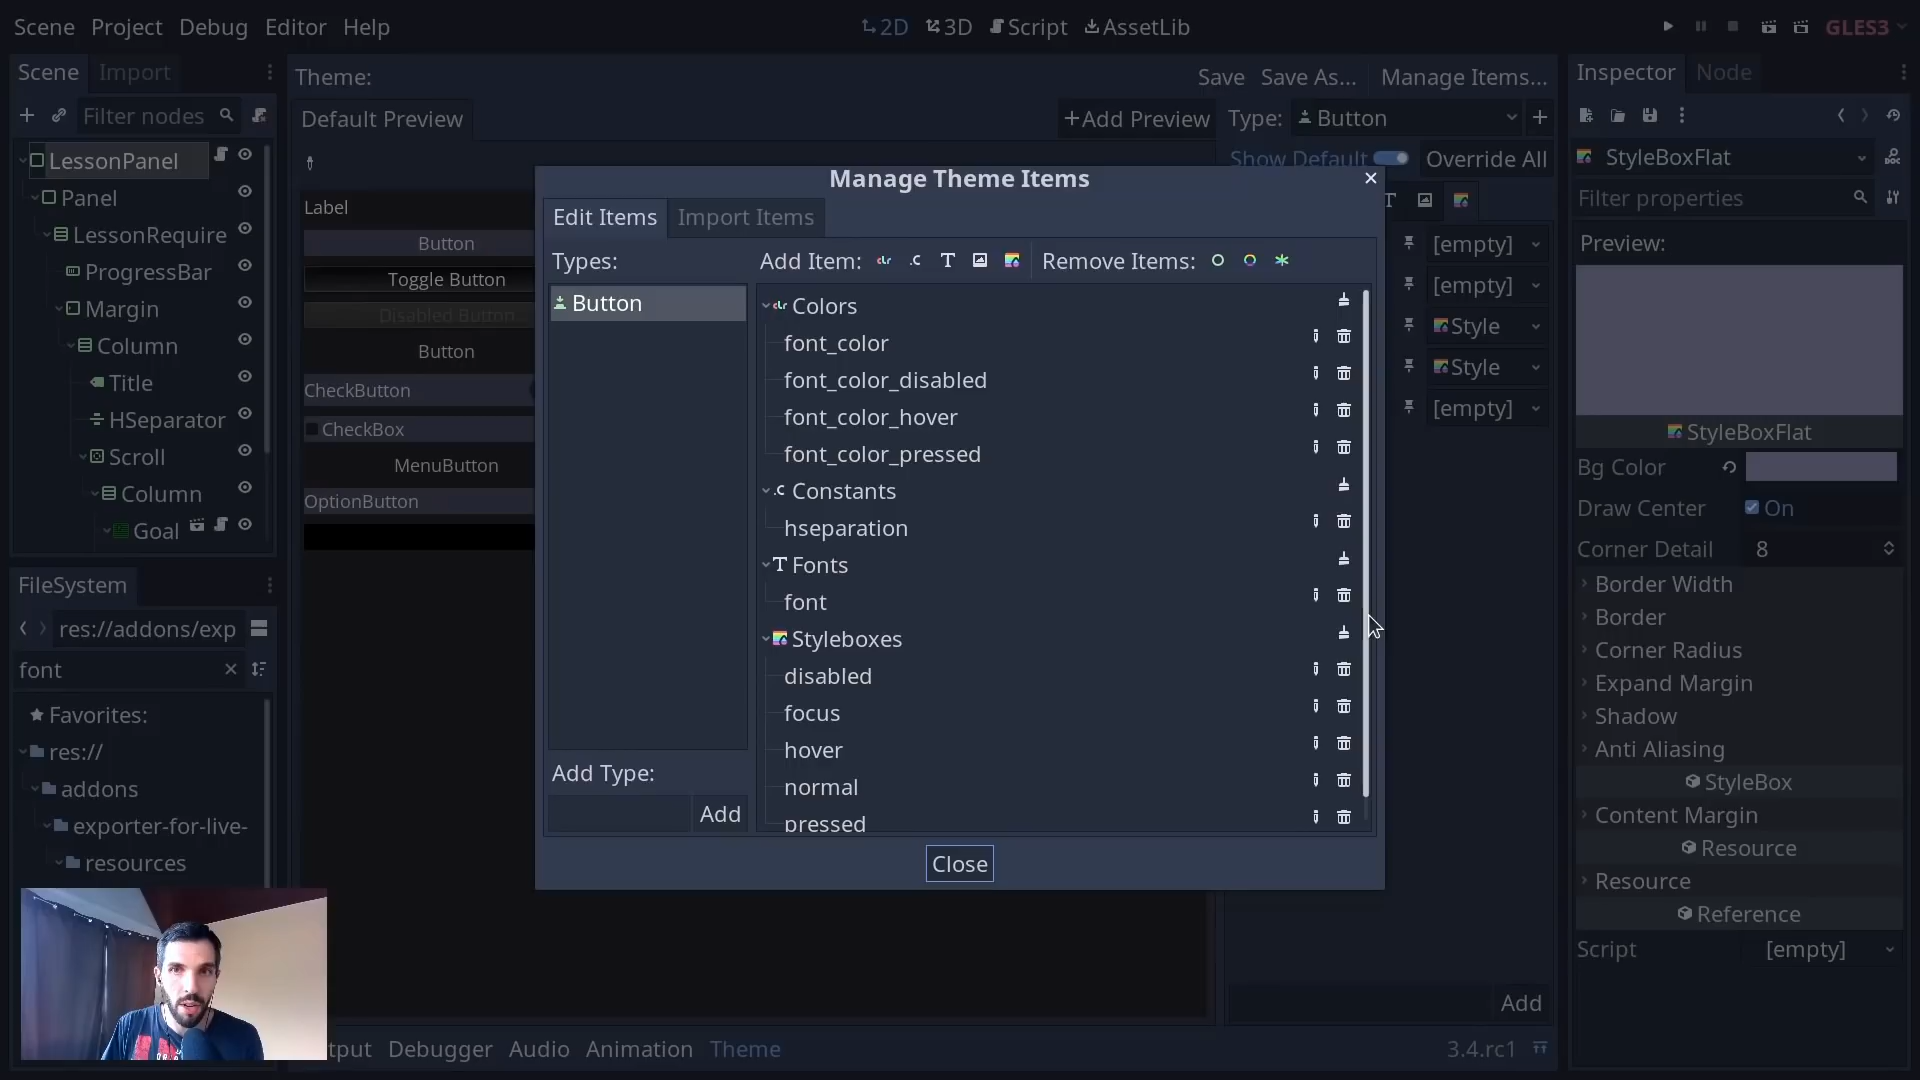 Scene Project Debug Editor Help
2D 3D Script AssetLib
GLES3
Scene Import
Filter nodes
LessonPanel
Panel
LessonRequire
ProgressBar
Margin
Column
Title
HSeparator
Scroll
Column
Goal
FileSystem
res://addons/exp
font
Favorites:
res://
addons
exporter-for-live-
resources
Theme:
Save Save As... Manage Items...
Default Preview
+Add Preview
Type: Button
Show Default Override All
Label
Button
Toggle Button
Disabled Button
Button
CheckButton
CheckBox
MenuButton
OptionButton
Manage Theme Items
Edit Items Import Items
Types:
Button
Add Type:
Add
Add Item: clr .C T
Remove Items:
clr Colors
font_color
font_color_disabled
font_color_hover
font_color_pressed
.C Constants
hseparation
T Fonts
font
Styleboxes
disabled
focus
hover
normal
pressed
Close
T
[empty]
[empty]
Style
Style
[empty]
Add
tput Debugger Audio Animation Theme
3.4.rc1
Inspector Node
StyleBoxFlat
Filter properties
Preview:
StyleBoxFlat
Bg Color
Draw Center On
Corner Detail 8
Border Width
Border
Corner Radius
Expand Margin
Shadow
Anti Aliasing
StyleBox
Content Margin
Resource
Resource
Reference
Script [empty]